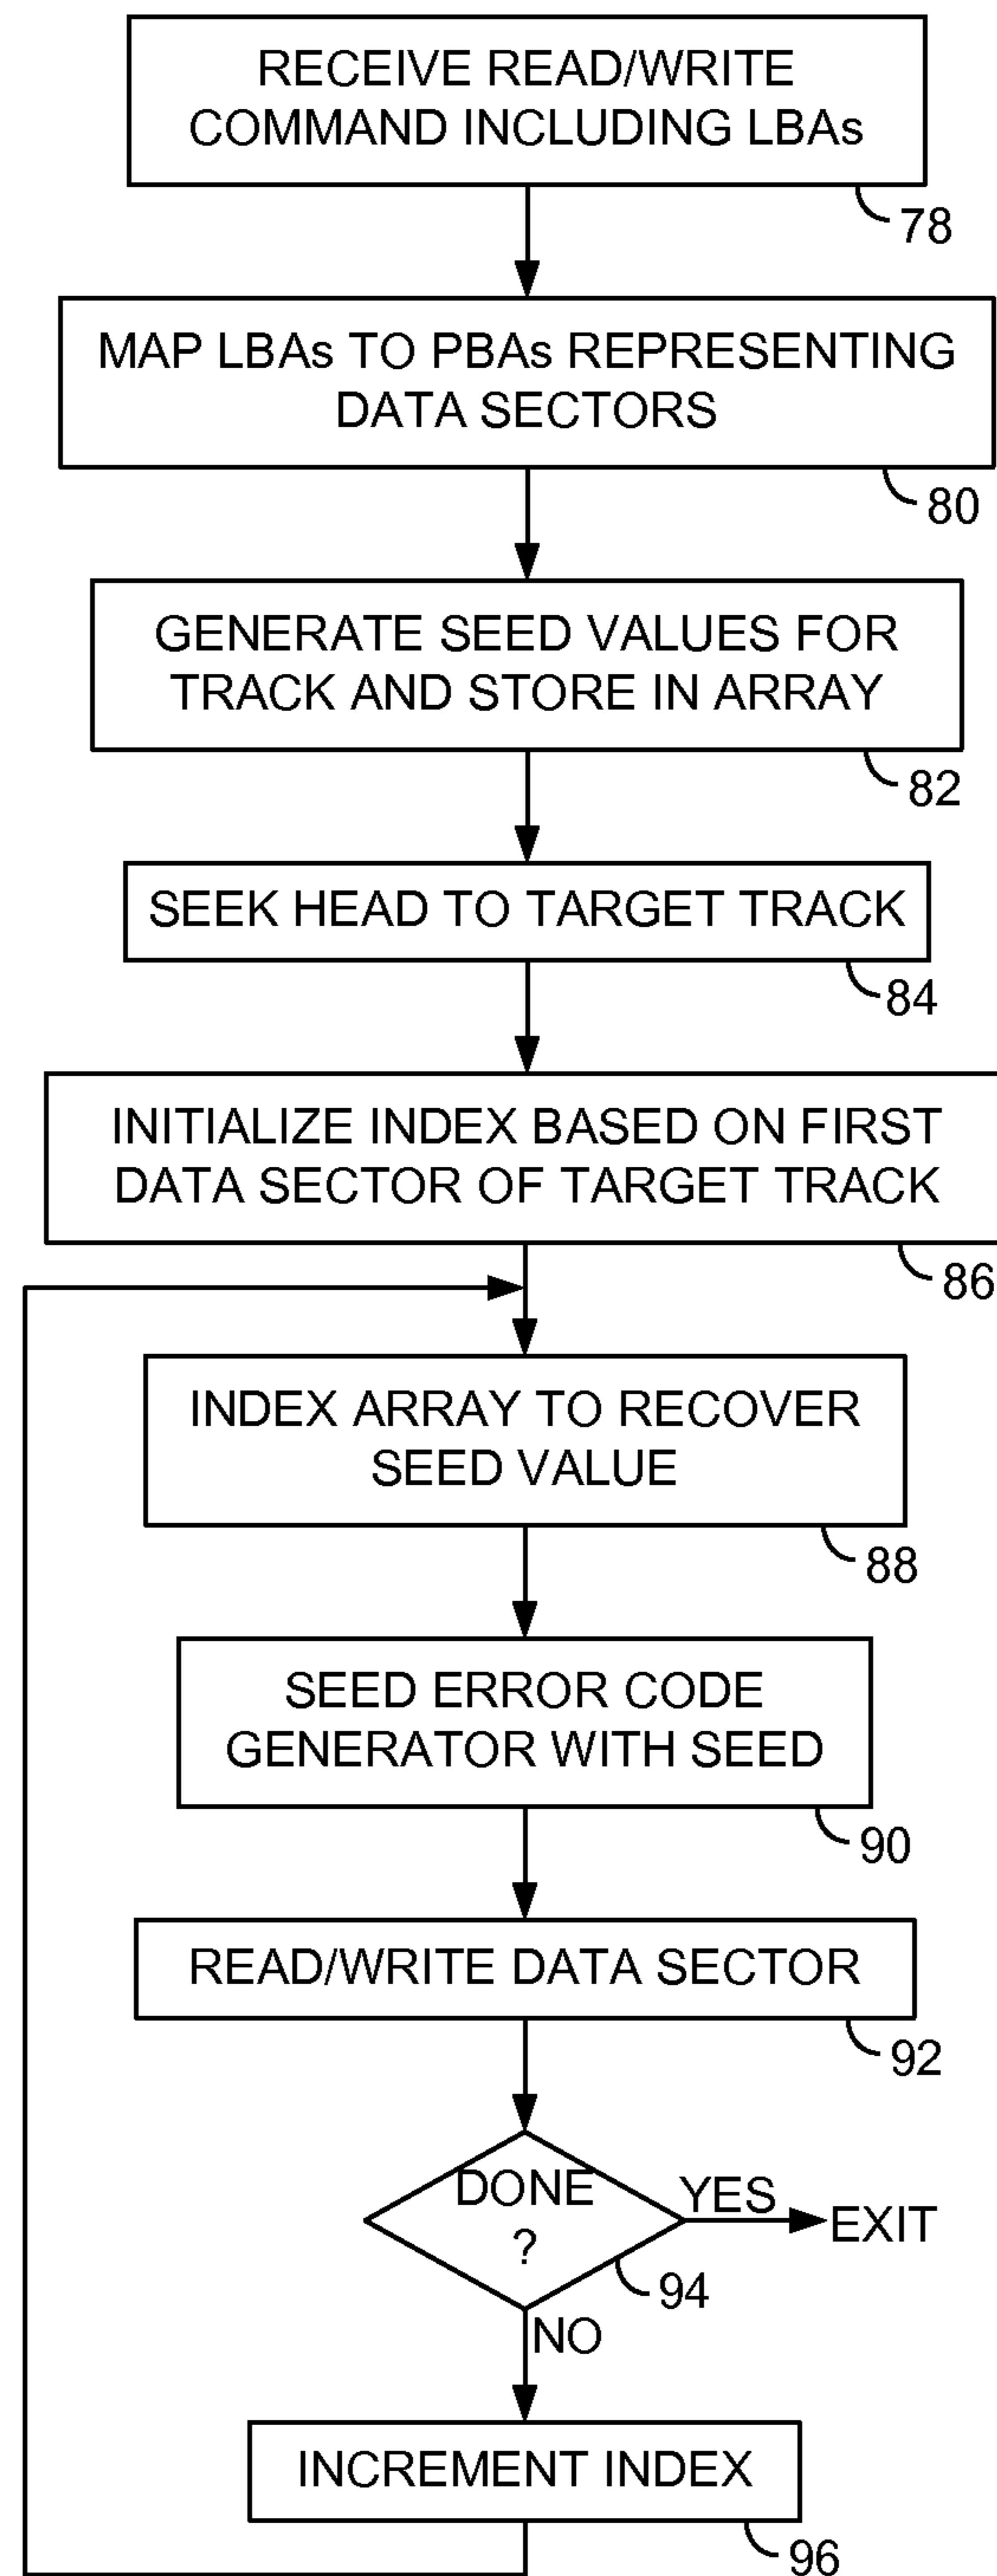 RECEIVE READ/WRITE
COMMAND INCLUDING LBAs
78
MAP LBAs TO PBAs REPRESENTING
DATA SECTORS
80
GENERATE SEED VALUES FOR
TRACK AND STORE IN ARRAY
82
SEEK HEAD TO TARGET TRACK
84
INITIALIZE INDEX BASED ON FIRST
DATA SECTOR OF TARGET TRACK
86
INDEX ARRAY TO RECOVER
SEED VALUE
88
SEED ERROR CODE
GENERATOR WITH SEED
90
READ/WRITE DATA SECTOR
92
DONE
?
YES
EXIT
94
NO
INCREMENT INDEX
96